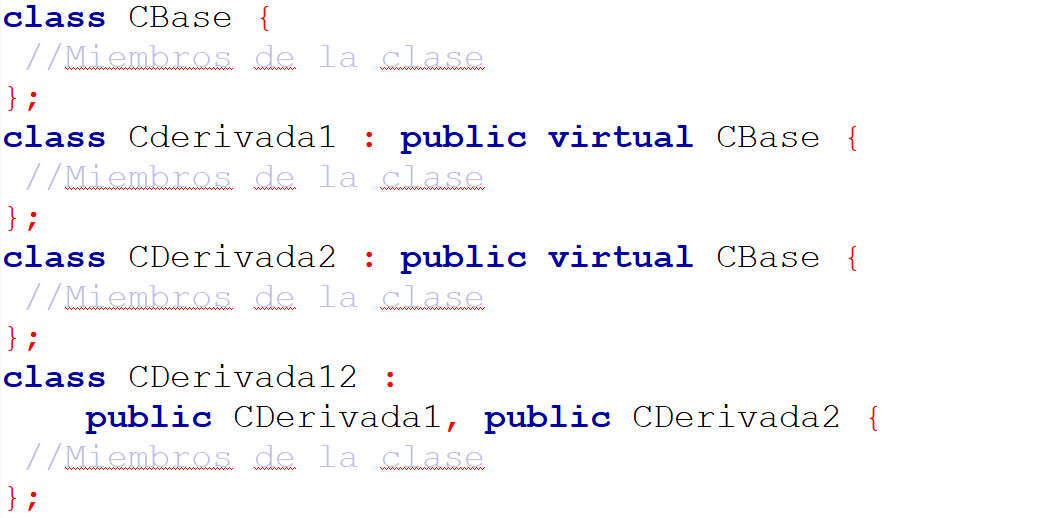 class CBase {
//Miembros de la clase
};
class Cderivada1 : public virtual CBase {
//Miembros de la clase
};
class CDerivada2 : public virtual CBase {
//Miembros de la clase
};
class CDerivada12 :
public CDerivada1, public CDerivada2 {
//Miembros de la clase
};